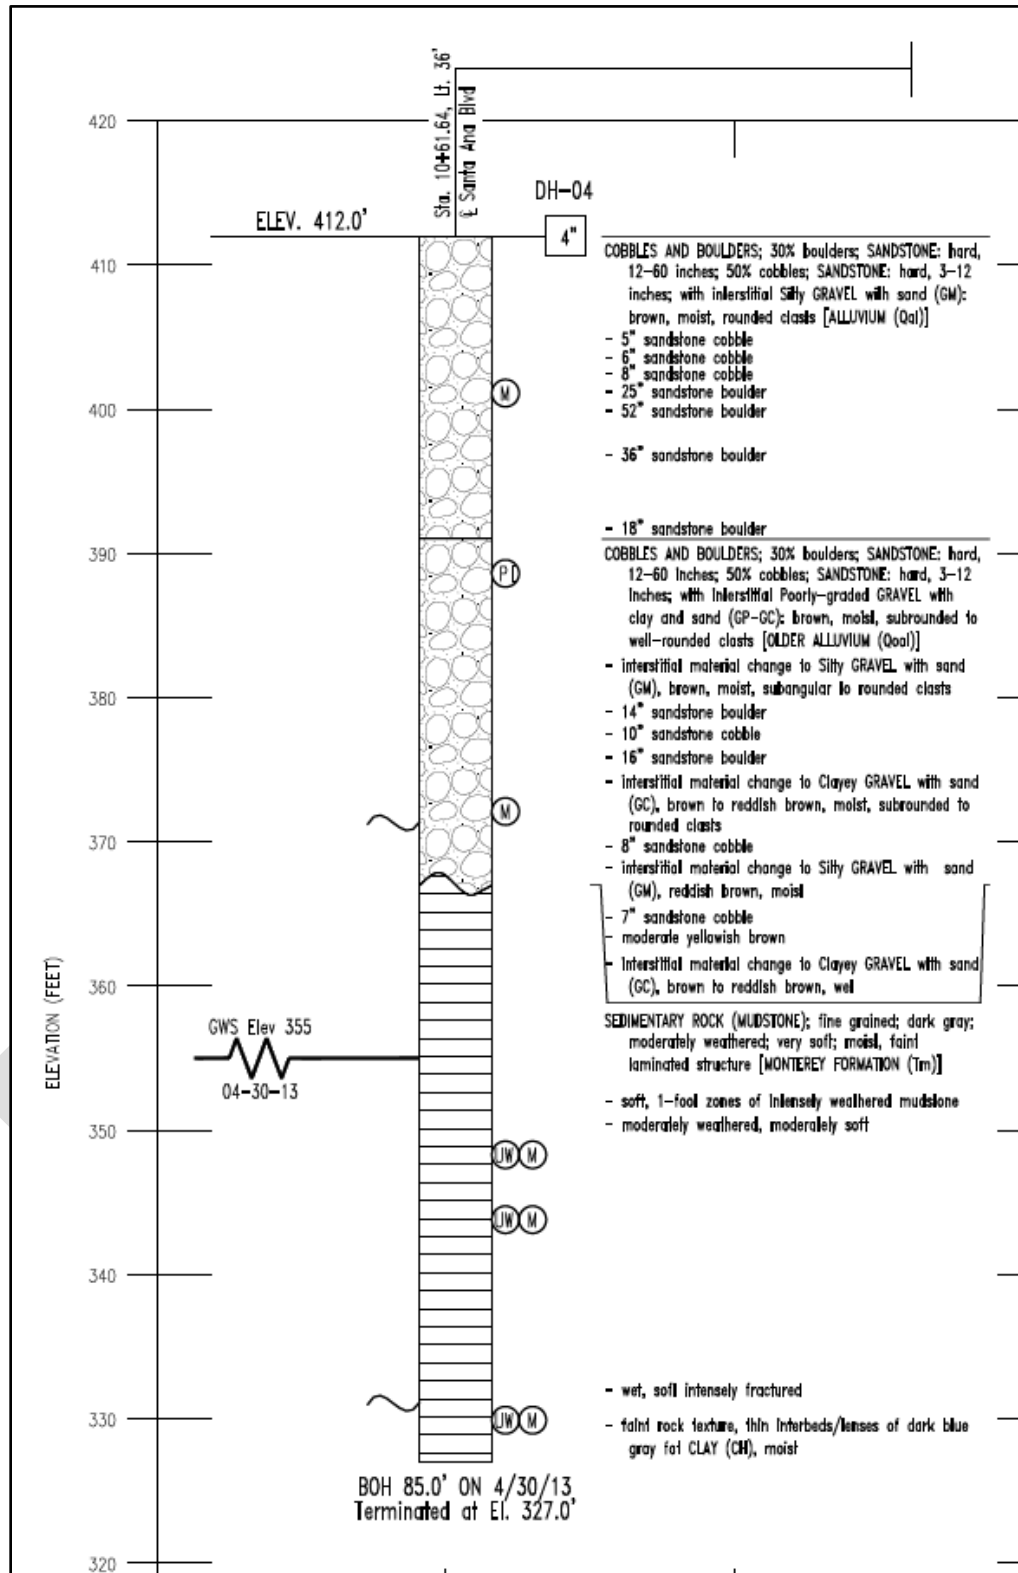 Sta. 10+61.64, Lt. 36'
℄ Santa Ana Blvd
420
DH-04
ELEV. 412.0'
4"
410
COBBLES AND BOULDERS; 30% boulders; SANDSTONE: hard,
12-60 inches; 50% cobbles; SANDSTONE: hard, 3-12
inches; with interstitial Silty GRAVEL with sand (GM):
brown, moist, rounded clasts [ALLUVIUM (Qal)]
- 5" sandstone cobble
- 6" sandstone cobble
- 8" sandstone cobble
M
- 25" sandstone boulder
400
- 52" sandstone boulder
- 36" sandstone boulder
- 18" sandstone boulder
390
COBBLES AND BOULDERS; 30% boulders; SANDSTONE: hard,
12-60 inches; 50% cobbles; SANDSTONE: hard, 3-12
inches; with interstitial Poorly-graded GRAVEL with
clay and sand (GP-GC): brown, moist, subrounded to
well-rounded clasts [OLDER ALLUVIUM (Qoal)]
PI
- interstitial material change to Silty GRAVEL with sand
(GM), brown, moist, subangular to rounded clasts
380
- 14" sandstone boulder
- 10" sandstone cobble
- 16" sandstone boulder
- interstitial material change to Clayey GRAVEL with sand
(GC), brown to reddish brown, moist, subrounded to
rounded clasts
M
370
- 8" sandstone cobble
- interstitial material change to Silty GRAVEL with sand
(GM), reddish brown, moist
- 7" sandstone cobble
- moderate yellowish brown
- interstitial material change to Clayey GRAVEL with sand
(GC), brown to reddish brown, wet
360
ELEVATION (FEET)
SEDIMENTARY ROCK (MUDSTONE); fine grained; dark gray;
moderately weathered; very soft; moist, faint
laminated structure [MONTEREY FORMATION (Tm)]
GWS Elev 355
04-30-13
- soft, 1-foot zones of intensely weathered mudstone
- moderately weathered, moderately soft
350
UW M
UW M
340
- wet, soft intensely fractured
330
UW M
- faint rock texture, thin interbeds/lenses of dark blue
gray fat CLAY (CH), moist
BOH 85.0' ON 4/30/13
Terminated at El. 327.0'
320